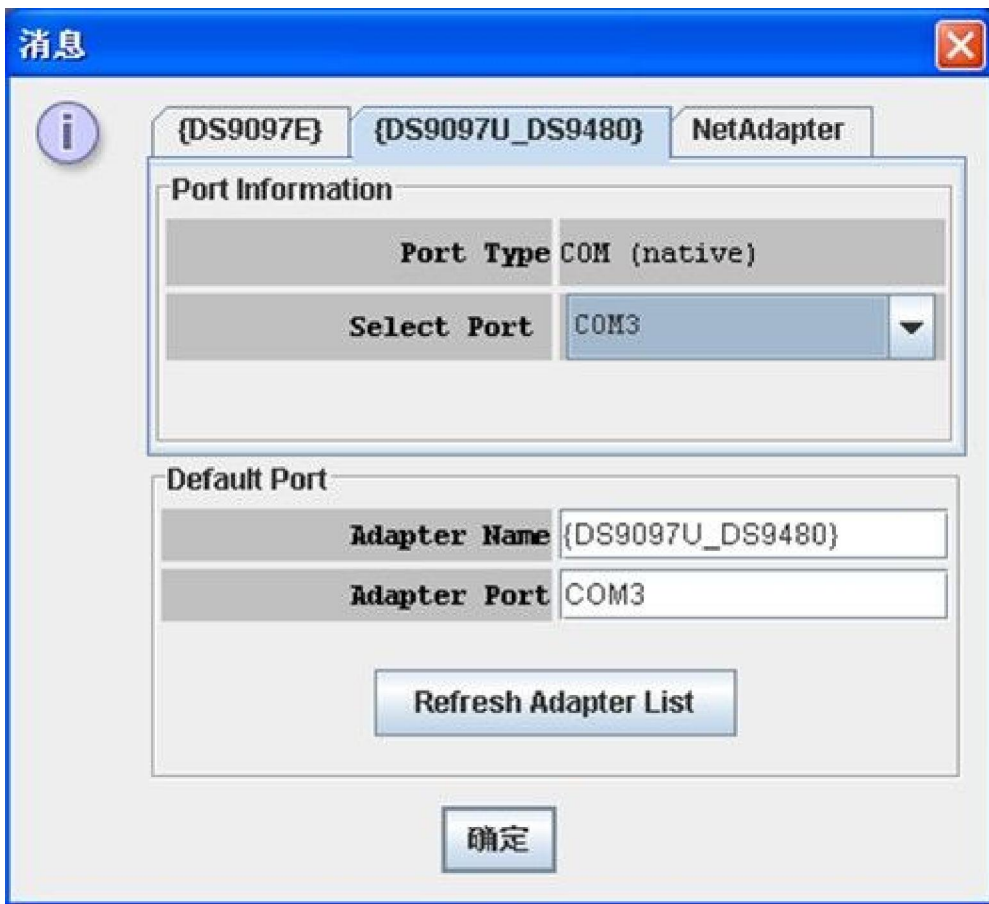 消息
{DS9097E} {DS9097U_DS9480} NetAdapter
Port Information
Port Type COM (native)
Select Port COM3
Default Port
Adapter Name {DS9097U_DS9480}
Adapter Port COM3
Refresh Adapter List
确定